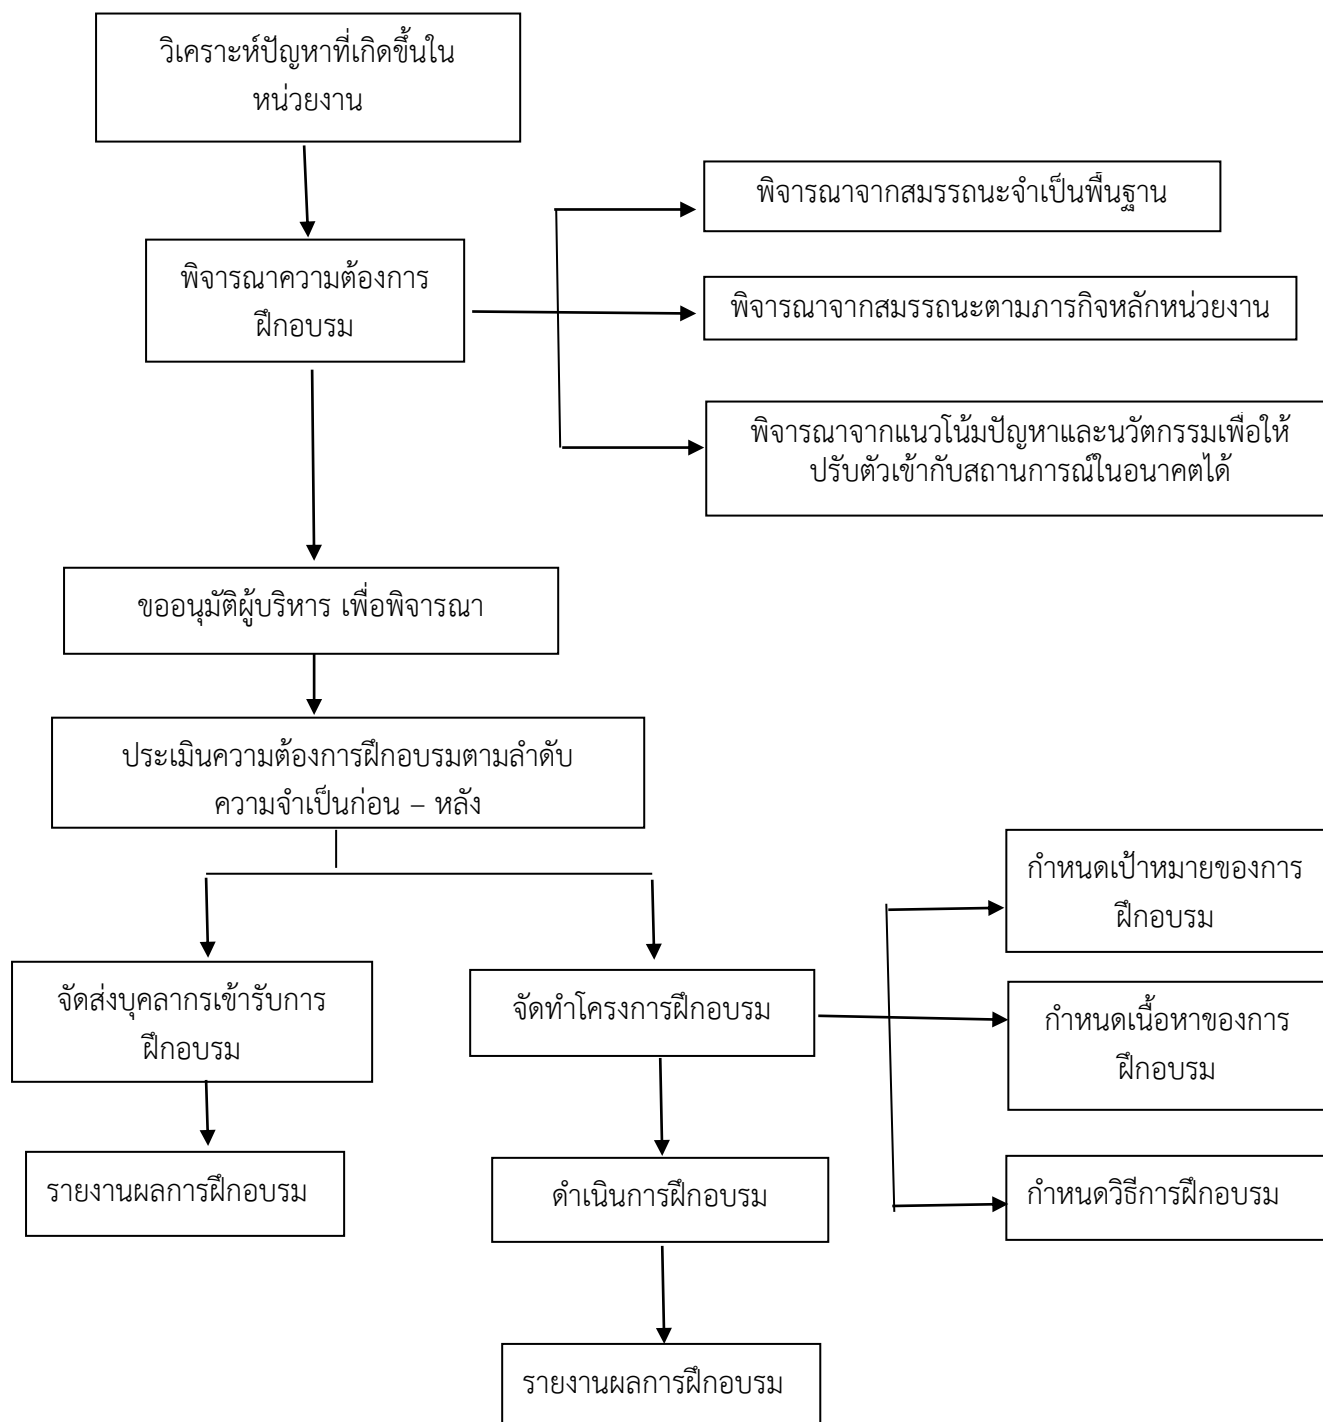 วิเคราะห์ปัญหาที่เกิดขึ้นใน
หน่วยงาน
พิจารณาจากสมรรถนะจำเป็นพื้นฐาน
พิจารณาความต้องการ
ฝึกอบรม
พิจารณาจากสมรรถนะตามภารกิจหลักหน่วยงาน
พิจารณาจากแนวโน้มปัญหาและนวัตกรรมเพื่อให้
ปรับตัวเข้ากับสถานการณ์ในอนาคตได้
ขออนุมัติผู้บริหาร เพื่อพิจารณา
ประเมินความต้องการฝึกอบรมตามลำดับ
ความจำเป็นก่อน – หลัง
จัดส่งบุคลากรเข้ารับการ
ฝึกอบรม
จัดทำโครงการฝึกอบรม
กำหนดเป้าหมายของการ
ฝึกอบรม
กำหนดเนื้อหาของการ
ฝึกอบรม
รายงานผลการฝึกอบรม
ดำเนินการฝึกอบรม
กำหนดวิธีการฝึกอบรม
รายงานผลการฝึกอบรม